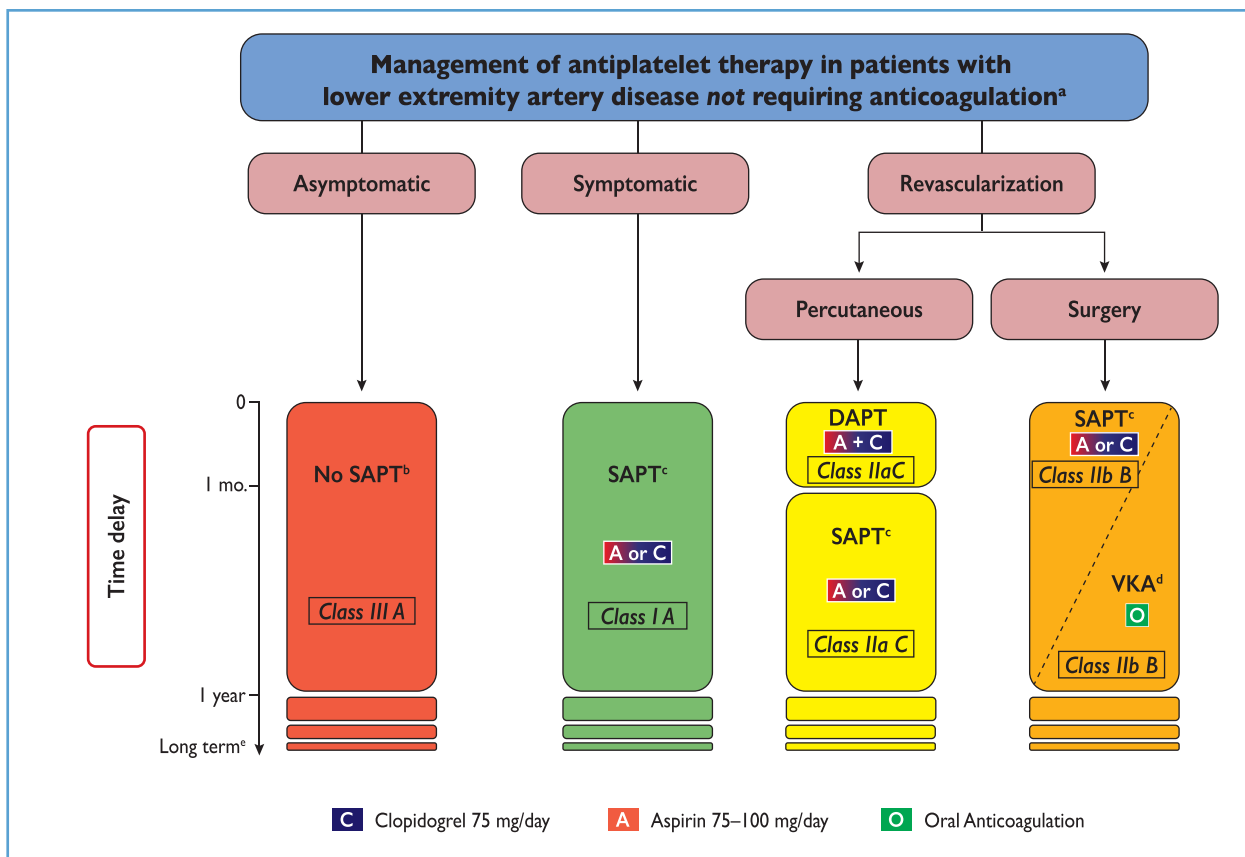 Management of antiplatelet therapy in patients with
lower extremity artery disease not requiring anticoagulationᵃ
Asymptomatic
Symptomatic
Revascularization
Percutaneous
Surgery
Time delay
0
1 mo.
1 year
Long termᵉ
No SAPTᵇ
Class III A
SAPTᶜ
A or C
Class I A
DAPT
A + C
Class IIaC
SAPTᶜ
A or C
Class IIa C
SAPTᶜ
A or C
Class IIb B
VKAᵈ
O
Class IIb B
C Clopidogrel 75 mg/day
A Aspirin 75–100 mg/day
O Oral Anticoagulation